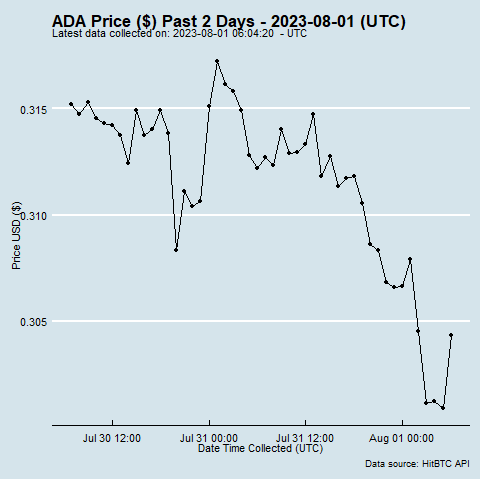 ADA Price ($) Past 2 Days - 2023-08-01 (UTC)
Latest data collected on: 2023-08-01 06:04:20  - UTC
0.315
0.310
0.305
Price USD ($)
Jul 30 12:00
Jul 31 00:00
Jul 31 12:00
Aug 01 00:00
Date Time Collected (UTC)
Data source: HitBTC API